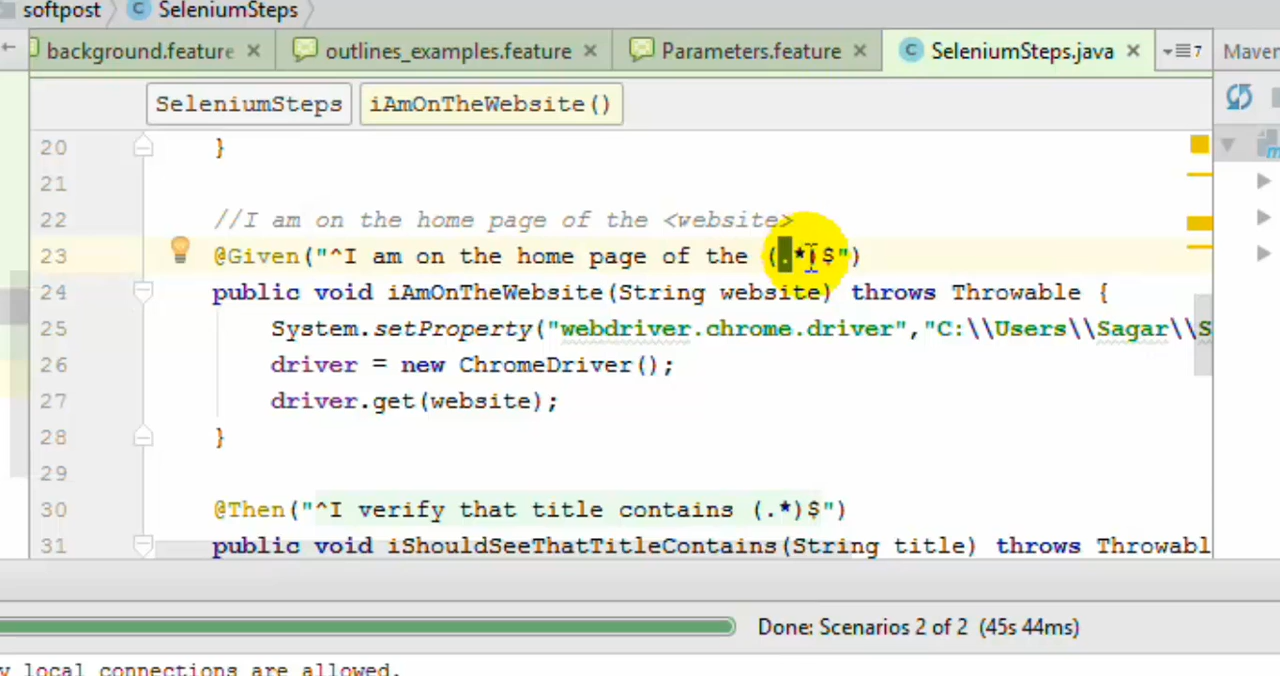 softpost SeleniumSteps
background.feature outlines_examples.feature Parameters.feature SeleniumSteps.java 7 Maven
SeleniumSteps iAmOnTheWebsite()
20 }
21
22 //I am on the home page of the <website>
23 @Given("^I am on the home page of the (.*)$")
24 public void iAmOnTheWebsite(String website) throws Throwable {
25 System.setProperty("webdriver.chrome.driver","C:\\Users\\Sagar\\S
26 driver = new ChromeDriver();
27 driver.get(website);
28 }
29
30 @Then("^I verify that title contains (.*)$")
31 public void iShouldSeeThatTitleContains(String title) throws Throwabl
Done: Scenarios 2 of 2 (45s 44ms)
y local connections are allowed.